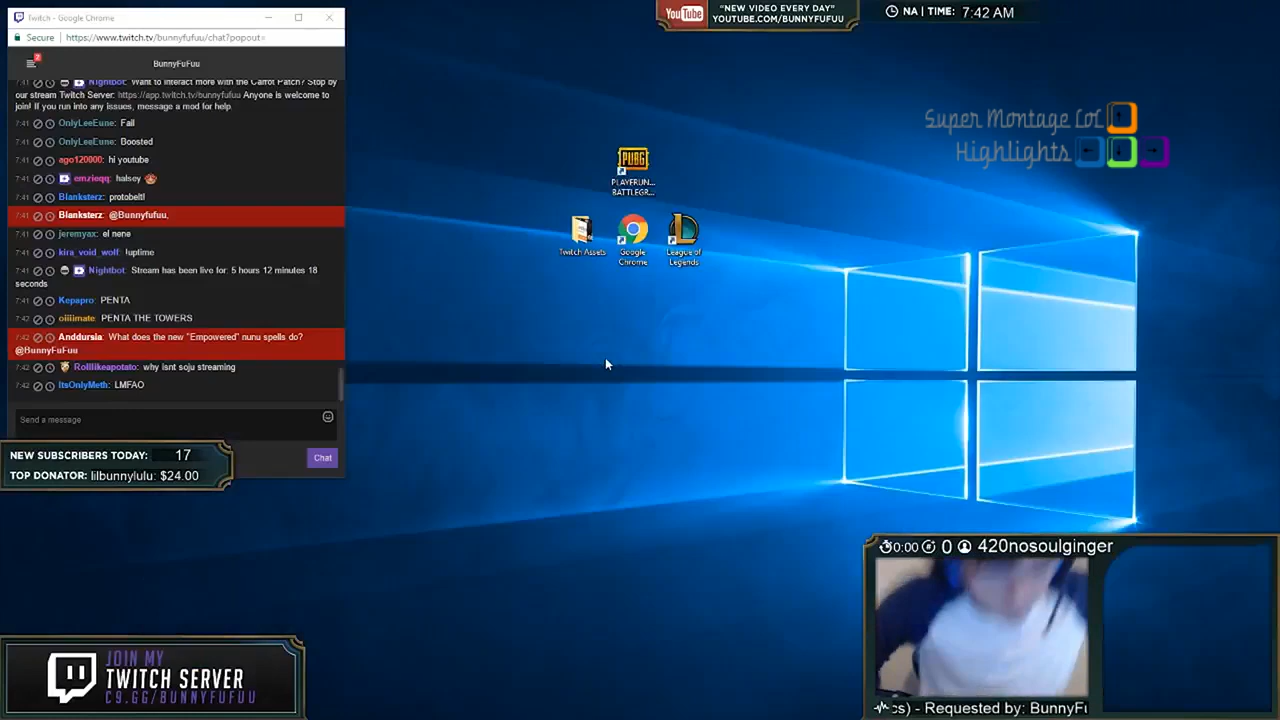 Twitch - Google Chrome
Secure https://www.twitch.tv/bunnyfufuu/chat?popout=
2
BunnyFuFuu
7:41 Nightbot: Want to interact more with the Carrot Patch? Stop by
our stream Twitch Server: https://app.twitch.tv/bunnyfufuu Anyone is welcome to
join! If you run into any issues, message a mod for help.
7:41 OnlyLeeEune: Fail
7:41 OnlyLeeEune: Boosted
7:41 ago120000: hi youtube
7:41 em.rieqq: halsey
7:41 Blanksterz: protobelt!
7:41 Blanksterz: @Bunnyfufuu,
7:41 jeremyax: el nene
7:41 kira_void_wolf: !uptime
7:41 Nightbot: Stream has been live for: 5 hours 12 minutes 18
seconds
7:41 Kepapro: PENTA
7:42 oiiiimate: PENTA THE TOWERS
7:42 Anddursla: What does the new "Empowered" nunu spells do?
@BunnyFuFuu
7:42 Rolllikeapotato: why isnt soju streaming
7:42 ItsOnlyMeth: LMFAO
Send a message
Chat
NEW SUBSCRIBERS TODAY: 17
TOP DONATOR: lilbunnylulu: $24.00
JOIN MY
TWITCH SERVER
C9.GG/BUNNYFUFUU
YouTube
"NEW VIDEO EVERY DAY"
YOUTUBE.COM/BUNNYFUFUU
NA | TIME: 7:42 AM
Super Montage LoL
Highlights
PUBG
PLAYERUN...
BATTLEGR...
Twitch Assets
Google
Chrome
League of
Legends
0:00 0 420nosoulginger
cs) - Requested by: BunnyFu